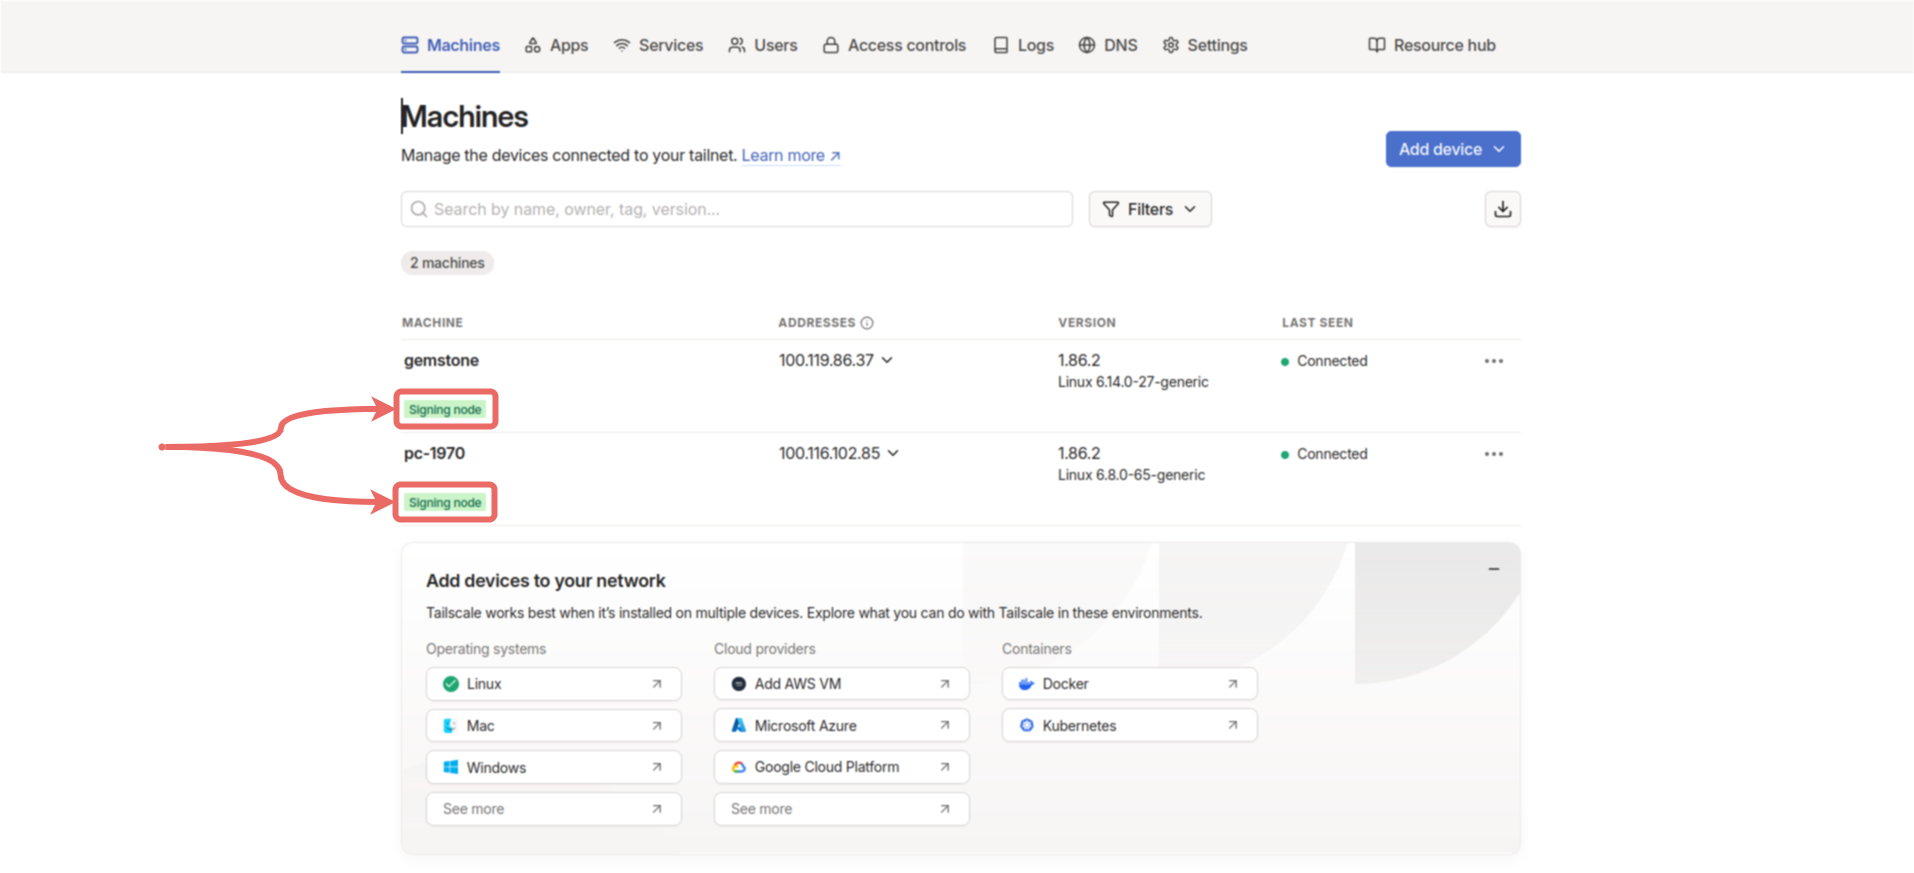 Machines Apps Services Users Access controls Logs DNS Settings Resource hub
Machines
Manage the devices connected to your tailnet. Learn more
Add device
Search by name, owner, tag, version...
Filters
2 machines
MACHINE ADDRESSES VERSION LAST SEEN
gemstone 100.119.86.37 1.86.2 Connected
Linux 6.14.0-27-generic
Signing node
pc-1970 100.116.102.85 1.86.2 Connected
Linux 6.8.0-65-generic
Signing node
Add devices to your network
Tailscale works best when it's installed on multiple devices. Explore what you can do with Tailscale in these environments.
Operating systems Cloud providers Containers
Linux Add AWS VM Docker
Mac Microsoft Azure Kubernetes
Windows Google Cloud Platform
See more See more